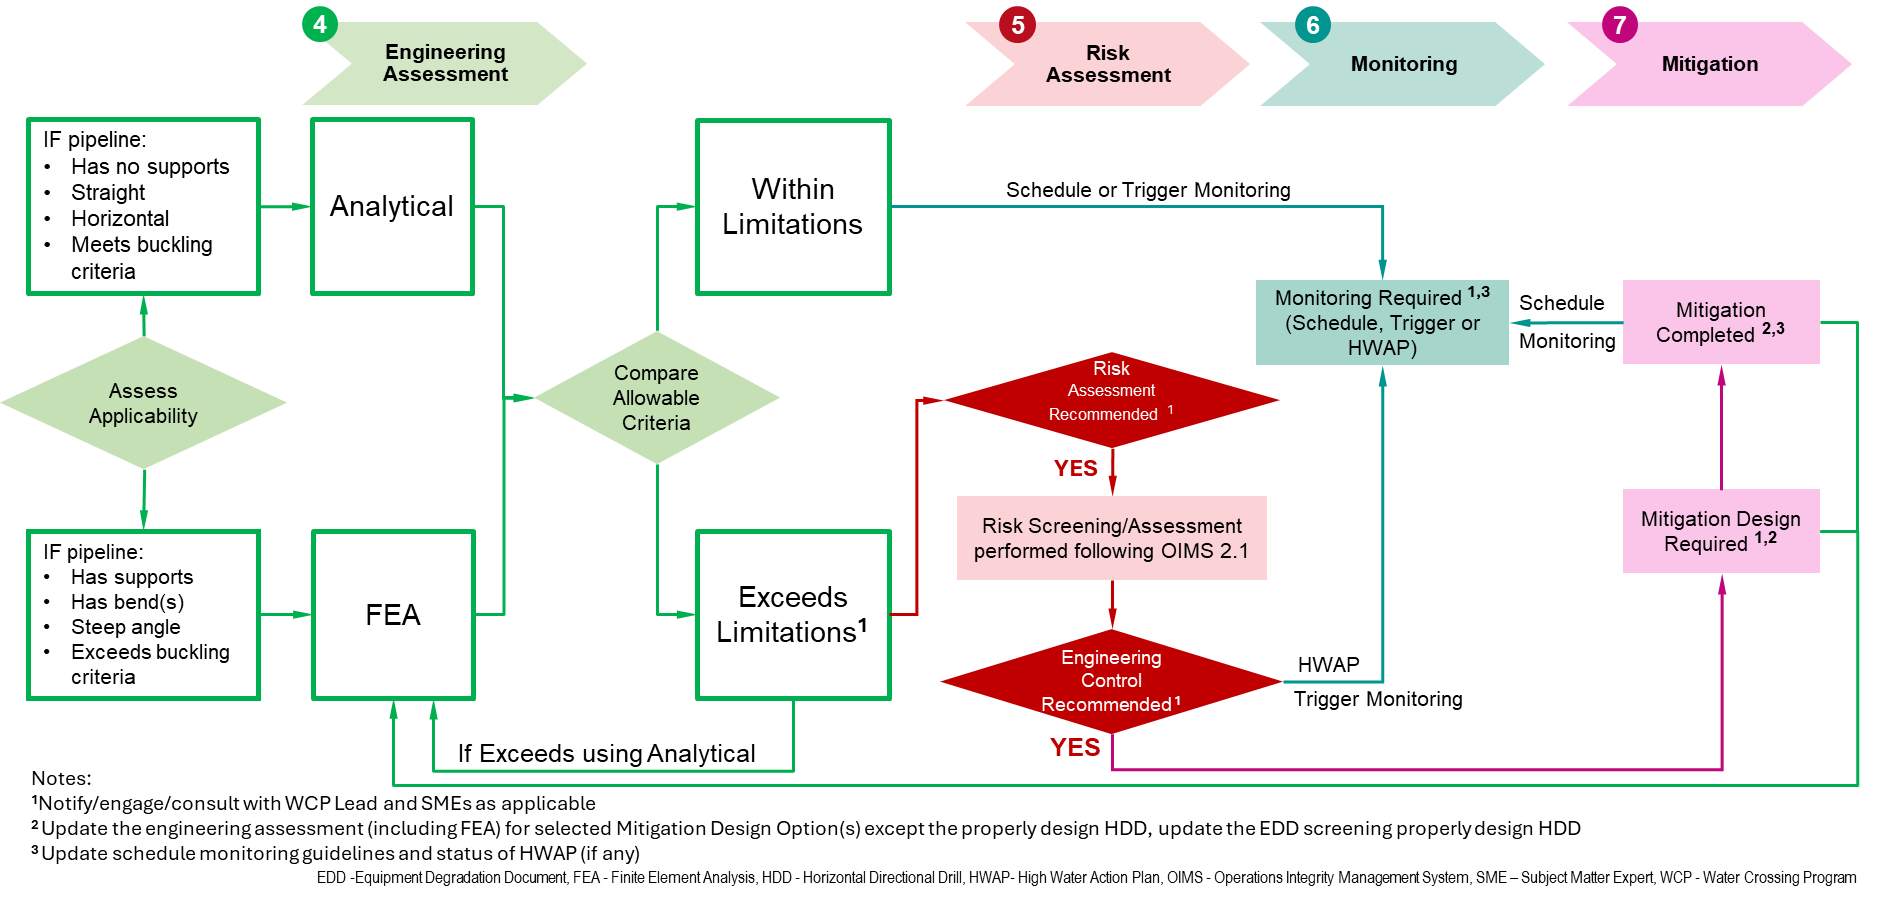 4
Engineering
Assessment
5
Risk
Assessment
6
Monitoring
7
Mitigation
IF pipeline:
• Has no supports
• Straight
• Horizontal
• Meets buckling
criteria
Analytical
Within
Limitations
Schedule or Trigger Monitoring
Monitoring Required 1,3
(Schedule, Trigger or
HWAP)
Schedule
Monitoring
Mitigation
Completed 2,3
Assess
Applicability
Compare
Allowable
Criteria
Risk
Assessment
Recommended 1
YES
Risk Screening/Assessment
performed following OIMS 2.1
Mitigation Design
Required 1,2
IF pipeline:
• Has supports
• Has bend(s)
• Steep angle
• Exceeds buckling
criteria
FEA
Exceeds
Limitations1
Engineering
Control
Recommended1
HWAP
Trigger Monitoring
YES
If Exceeds using Analytical
Notes:
1Notify/engage/consult with WCP Lead and SMEs as applicable
2 Update the engineering assessment (including FEA) for selected Mitigation Design Option(s) except the properly design HDD, update the EDD screening properly design HDD
3 Update schedule monitoring guidelines and status of HWAP (if any)
EDD -Equipment Degradation Document, FEA - Finite Element Analysis, HDD - Horizontal Directional Drill, HWAP- High Water Action Plan, OIMS - Operations Integrity Management System, SME – Subject Matter Expert, WCP - Water Crossing Program